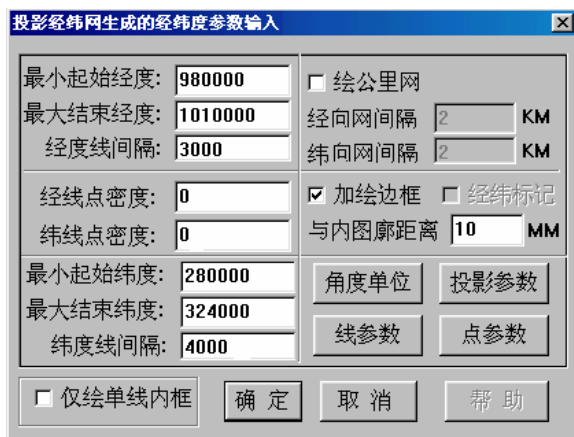 投影经纬网生成的经纬度参数输入
最小起始经度: 980000
最大结束经度: 1010000
经度线间隔: 3000
绘公里网
经向网间隔 2 KM
纬向网间隔 2 KM
经线点密度: 0
纬线点密度: 0
加绘边框 经纬标记
与内图廓距离 10 MM
最小起始纬度: 280000
最大结束纬度: 324000
纬度线间隔: 4000
角度单位 投影参数
线参数 点参数
仅绘单线内框 确 定 取 消 帮 助